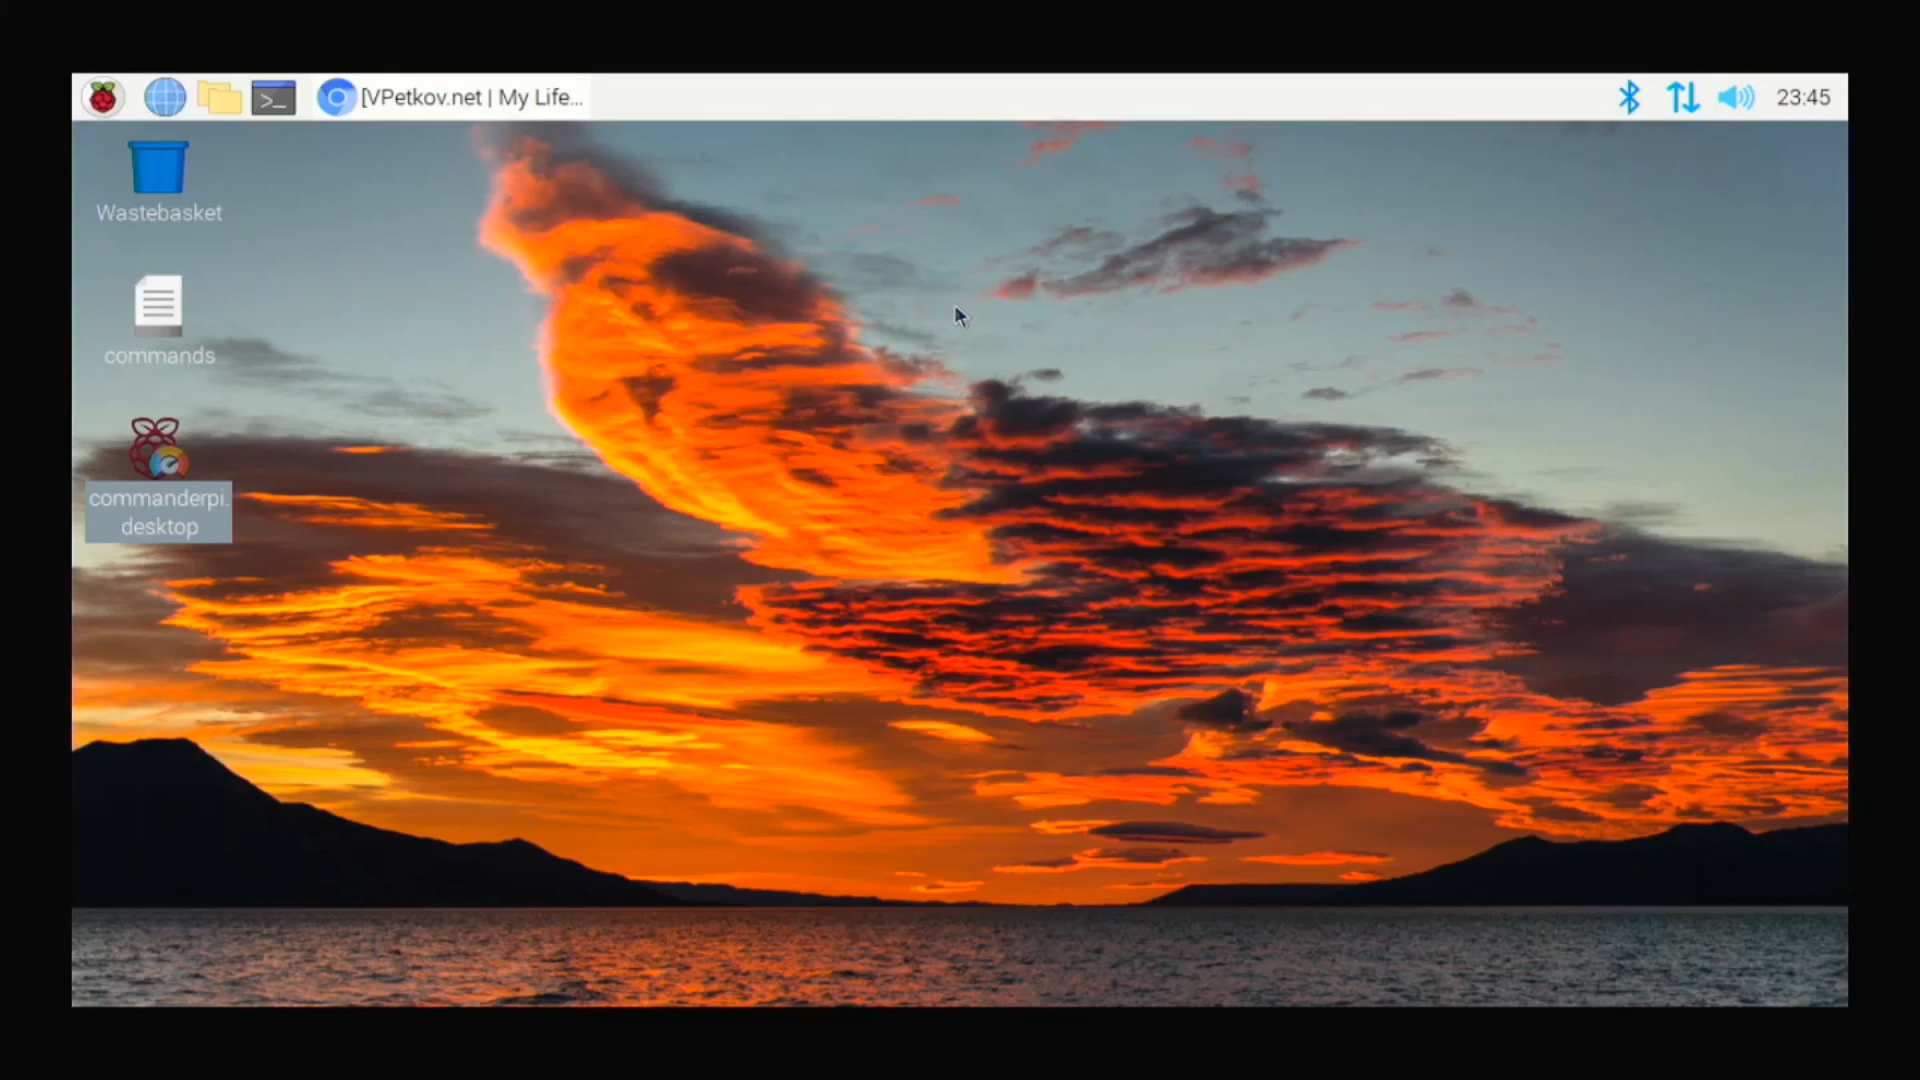 [VPetkov.net | My Life...
23:45
Wastebasket
commands
commanderpi.
desktop